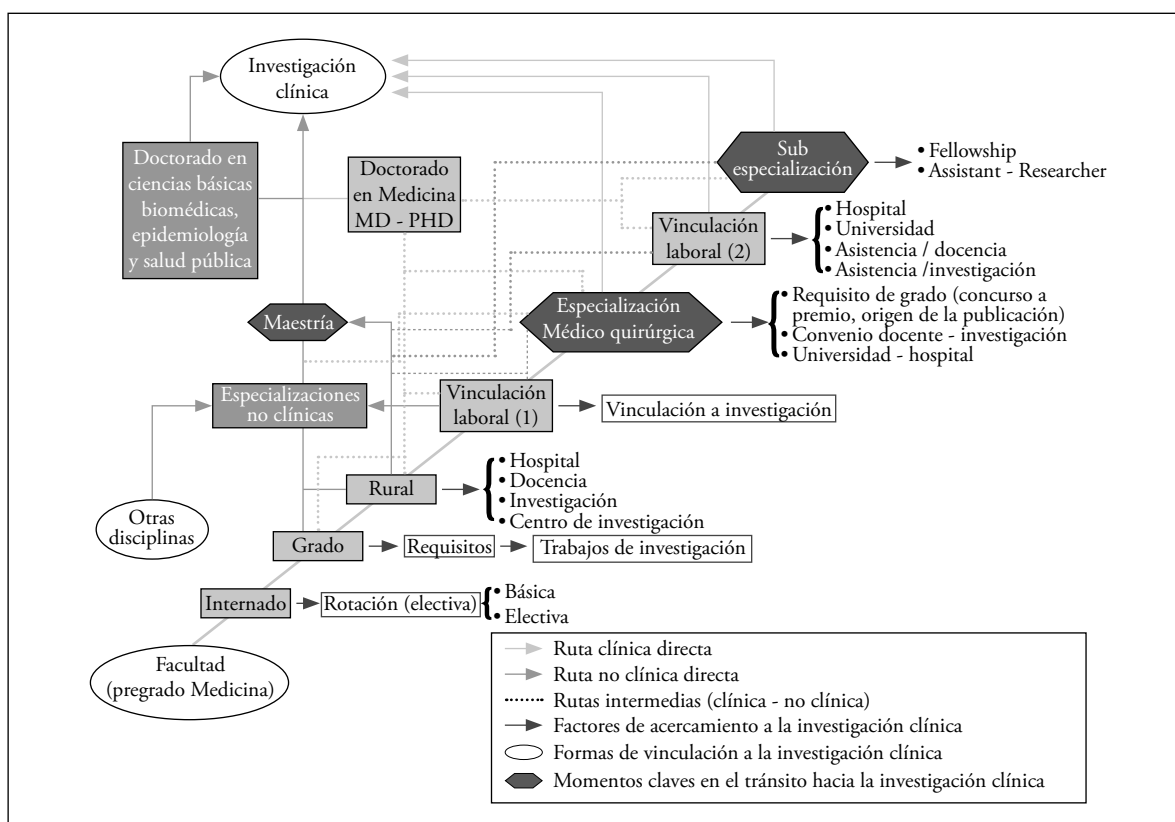 Investigación
clínica
Doctorado en
ciencias básicas
biomédicas,
epidemiología
y salud pública
Doctorado
en Medicina
MD - PHD
Sub
especialización
• Fellowship
• Assistant - Researcher
Vinculación
laboral (2)
• Hospital
• Universidad
• Asistencia / docencia
• Asistencia /investigación
Maestría
Especialización
Médico quirúrgica
• Requisito de grado (concurso a
premio, origen de la publicación)
• Convenio docente - investigación
• Universidad - hospital
Especializaciones
no clínicas
Vinculación
laboral (1)
Vinculación a investigación
Rural
• Hospital
• Docencia
• Investigación
• Centro de investigación
Otras
disciplinas
Grado
Requisitos
Trabajos de investigación
Internado
Rotación (electiva)
• Básica
• Electiva
Facultad
(pregrado Medicina)
Ruta clínica directa
Ruta no clínica directa
Rutas intermedias (clínica - no clínica)
Factores de acercamiento a la investigación clínica
Formas de vinculación a la investigación clínica
Momentos claves en el tránsito hacia la investigación clínica